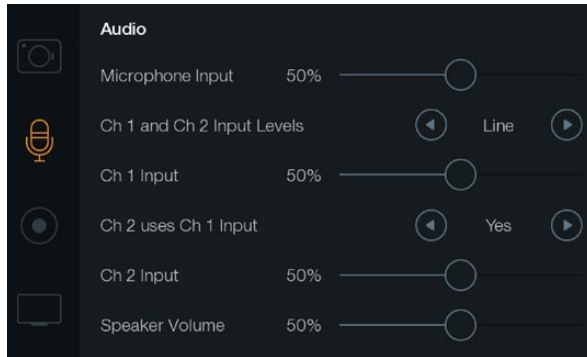 Audio
Microphone Input 50%
Ch 1 and Ch 2 Input Levels Line
Ch 1 Input 50%
Ch 2 uses Ch 1 Input Yes
Ch 2 Input 50%
Speaker Volume 50%